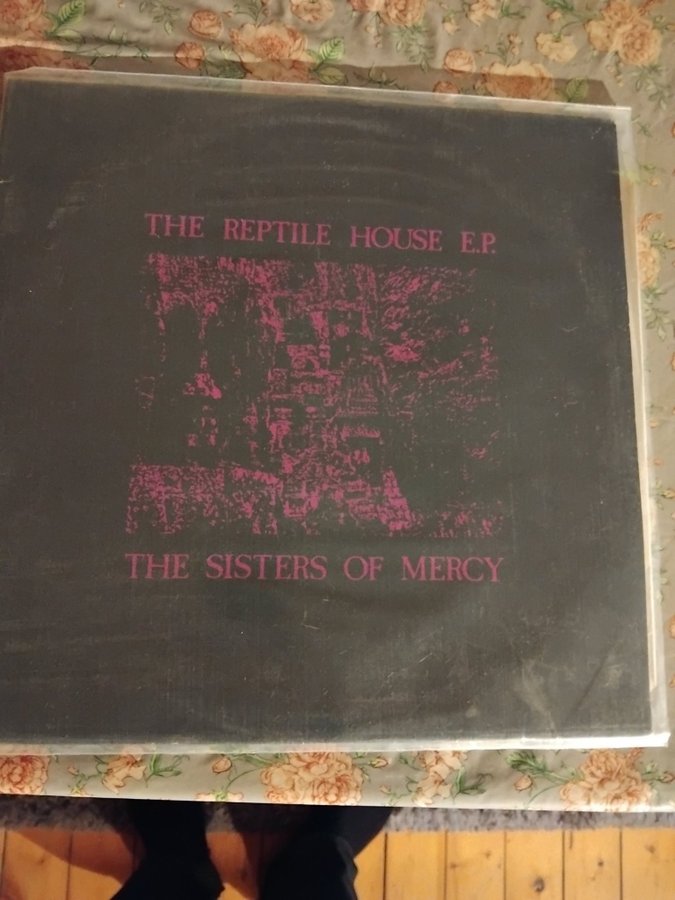 THE REPTILE HOUSE E.P.
THE SISTERS OF MERCY